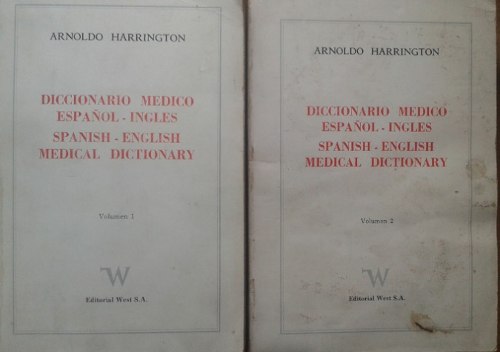 ARNOLDO HARRINGTON
DICCIONARIO MEDICO
ESPAÑOL - INGLES
SPANISH - ENGLISH
MEDICAL DICTIONARY
Volumen 1
W
Editorial West S.A.
ARNOLDO HARRINGTON
DICCIONARIO MEDICO
ESPAÑOL - INGLES
SPANISH - ENGLISH
MEDICAL DICTIONARY
Volumen 2
W
Editorial West S.A.